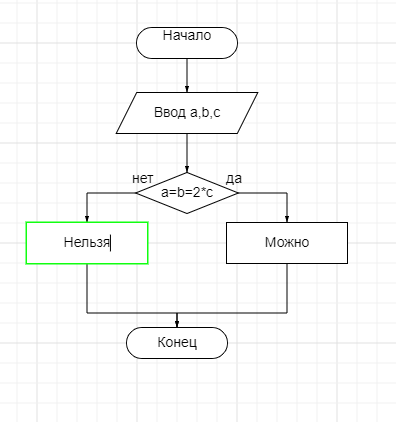 Начало
Ввод a,b,c
нет
да
a=b=2*c
Нельзя
Можно
Конец